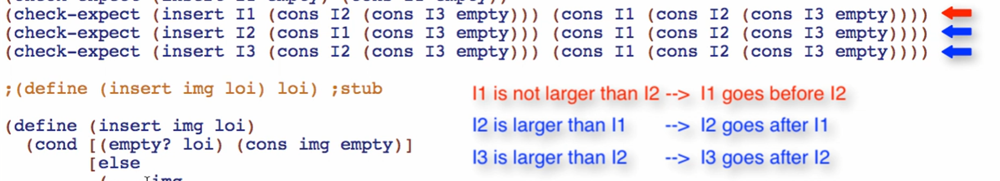 (check-expect (insert I1 (cons I2 (cons I3 empty))) (cons I1 (cons I2 (cons I3 empty))))
(check-expect (insert I2 (cons I1 (cons I3 empty))) (cons I1 (cons I2 (cons I3 empty))))
(check-expect (insert I3 (cons I2 (cons I3 empty))) (cons I1 (cons I2 (cons I3 empty))))
;(define (insert img loi) loi) ;stub
I1 is not larger than I2 --> I1 goes before I2
(define (insert img loi)
I2 is larger than I1 --> I2 goes after I1
(cond [(empty? loi) (cons img empty)]
I3 is larger than I2 --> I3 goes after I2
[else
img